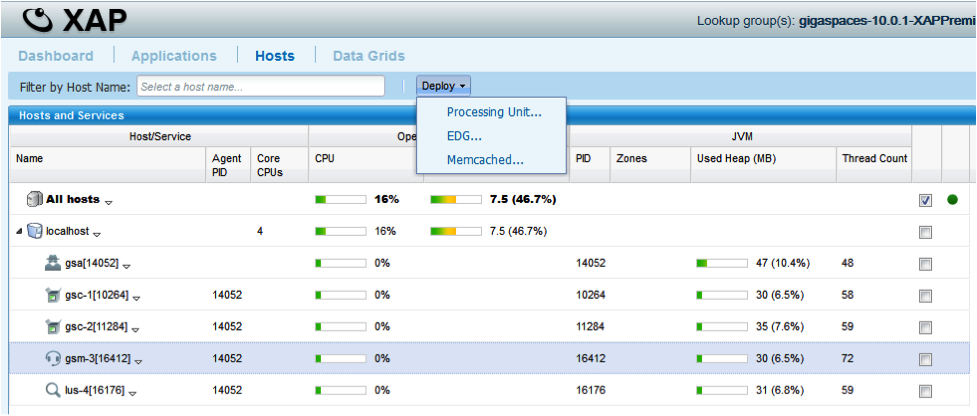 XAP
Lookup group(s): gigaspaces-10.0.1-XAPPremi
Dashboard Applications Hosts Data Grids
Filter by Host Name: Select a host name... Deploy
Processing Unit...
EDG...
Memcached...
Hosts and Services
Host/Service Ope JVM
Name Agent PID Core CPUs CPU PID Zones Used Heap (MB) Thread Count
All hosts 16% 7.5 (46.7%)
localhost 4 16% 7.5 (46.7%)
gsa[14052] 0% 14052 47 (10.4%) 48
gsc-1[10264] 14052 0% 10264 30 (6.5%) 58
gsc-2[11284] 14052 0% 11284 35 (7.6%) 59
gsm-3[16412] 14052 0% 16412 30 (6.5%) 72
lus-4[16176] 14052 0% 16176 31 (6.8%) 59